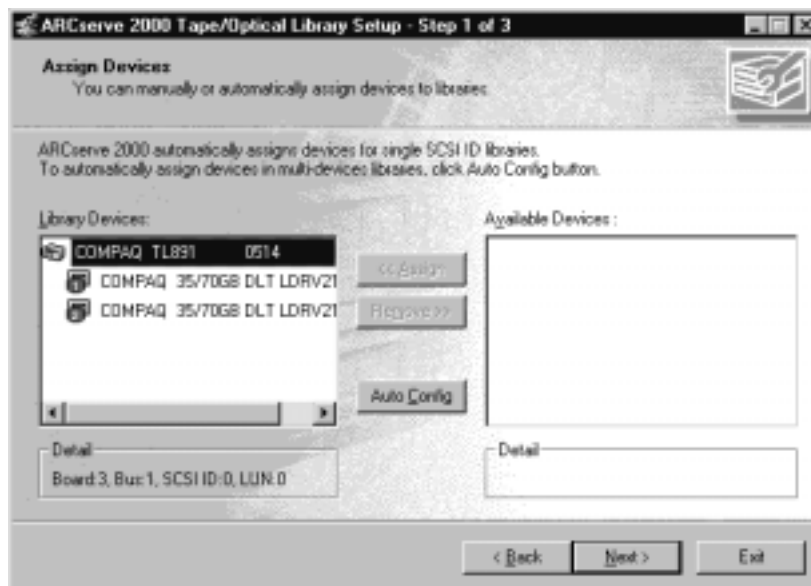 ARCserve 2000 Tape/Optical Library Setup - Step 1 of 3
Assign Devices
You can manually or automatically assign devices to libraries.
ARCserve 2000 automatically assigns devices for single SCSI ID libraries.
To automatically assign devices in multi-devices libraries, click Auto Config button.
Library Devices:
COMPAQ TL891 0514
COMPAQ 35/70GB DLT LDRV21
COMPAQ 35/70GB DLT LDRV21
<< Assign
Remove >>
Auto Config
Available Devices :
Detail
Board:3, Bus:1, SCSI ID:0, LUN:0
Detail
< Back
Next >
Exit